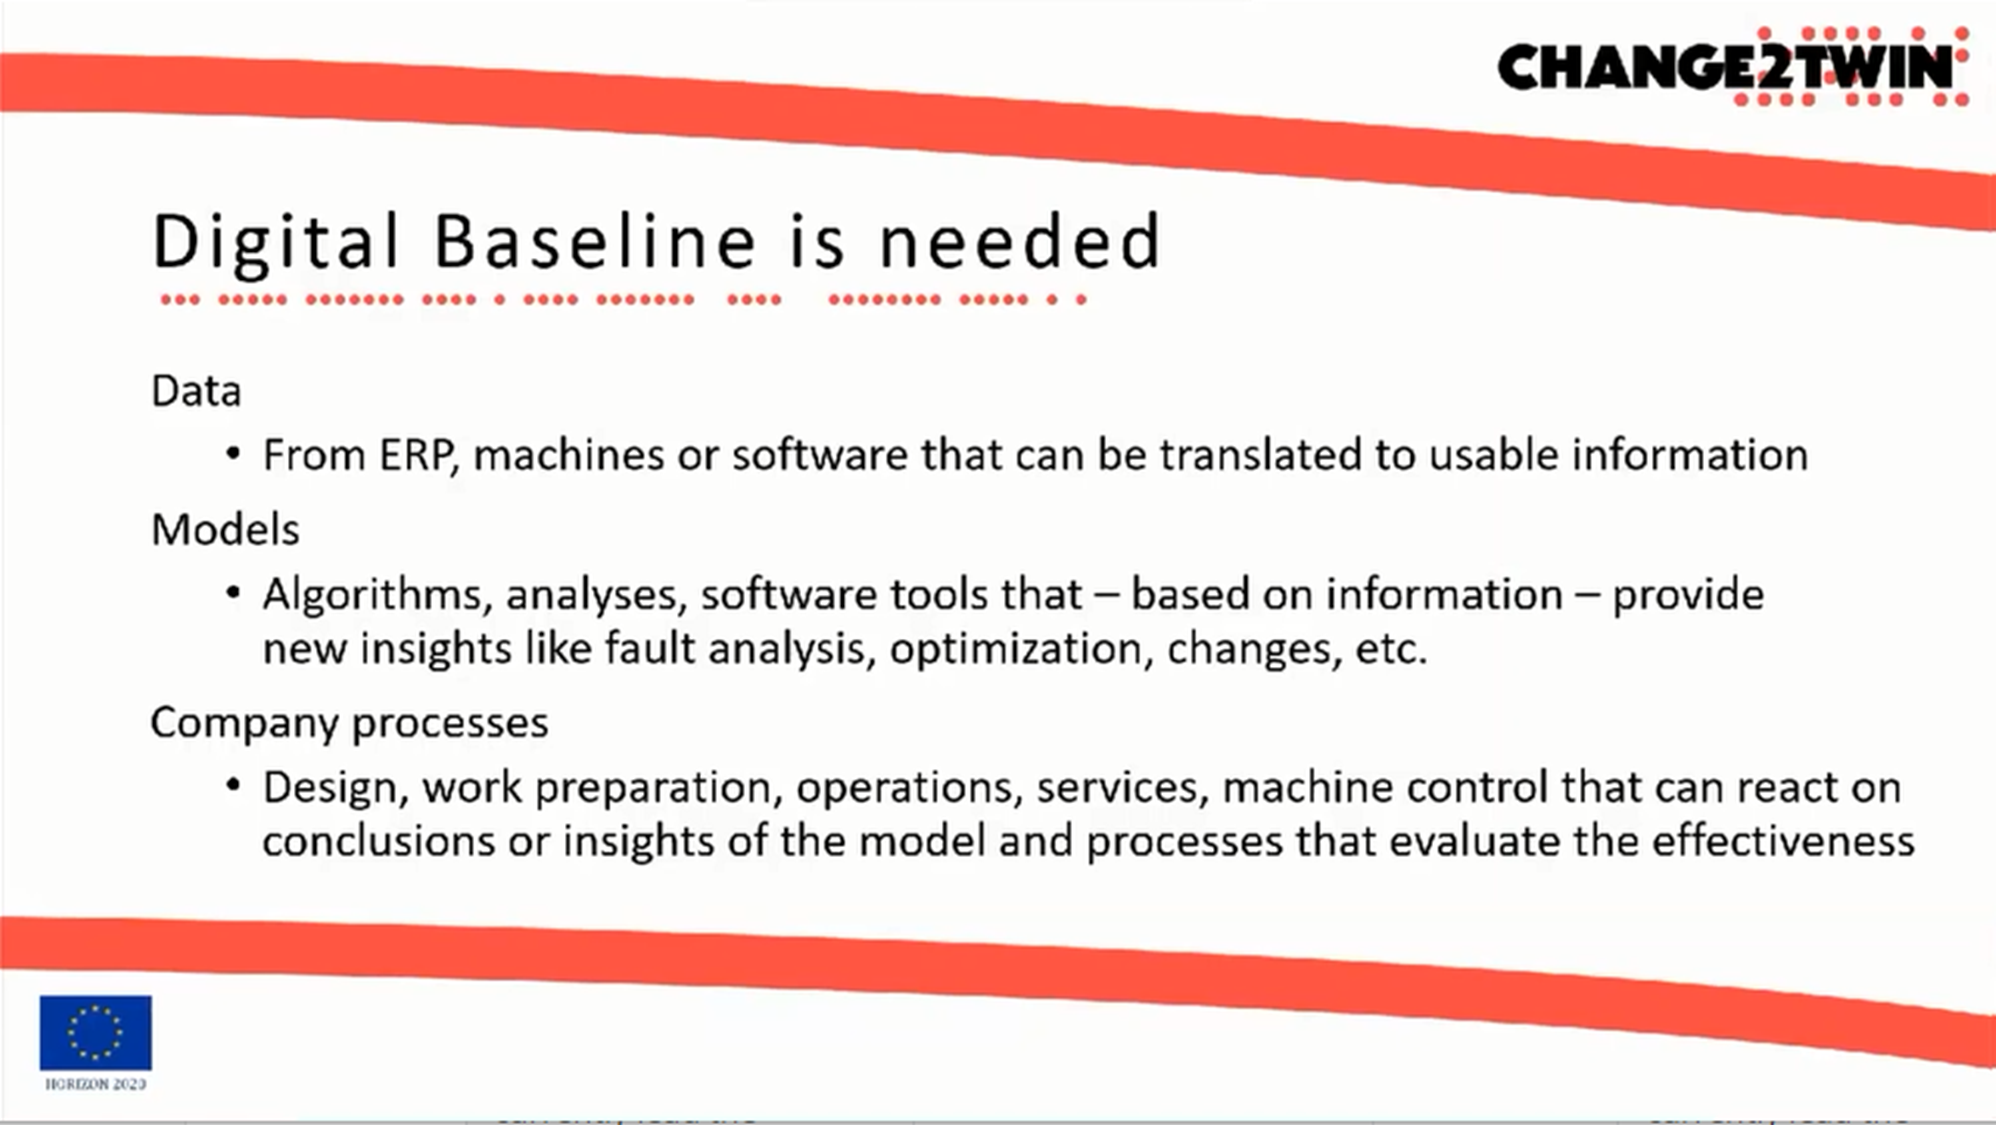 CHANGE2TWIN
Digital Baseline is needed
Data
• From ERP, machines or software that can be translated to usable information
Models
• Algorithms, analyses, software tools that – based on information – provide
new insights like fault analysis, optimization, changes, etc.
Company processes
• Design, work preparation, operations, services, machine control that can react on
conclusions or insights of the model and processes that evaluate the effectiveness
HORIZON 2020